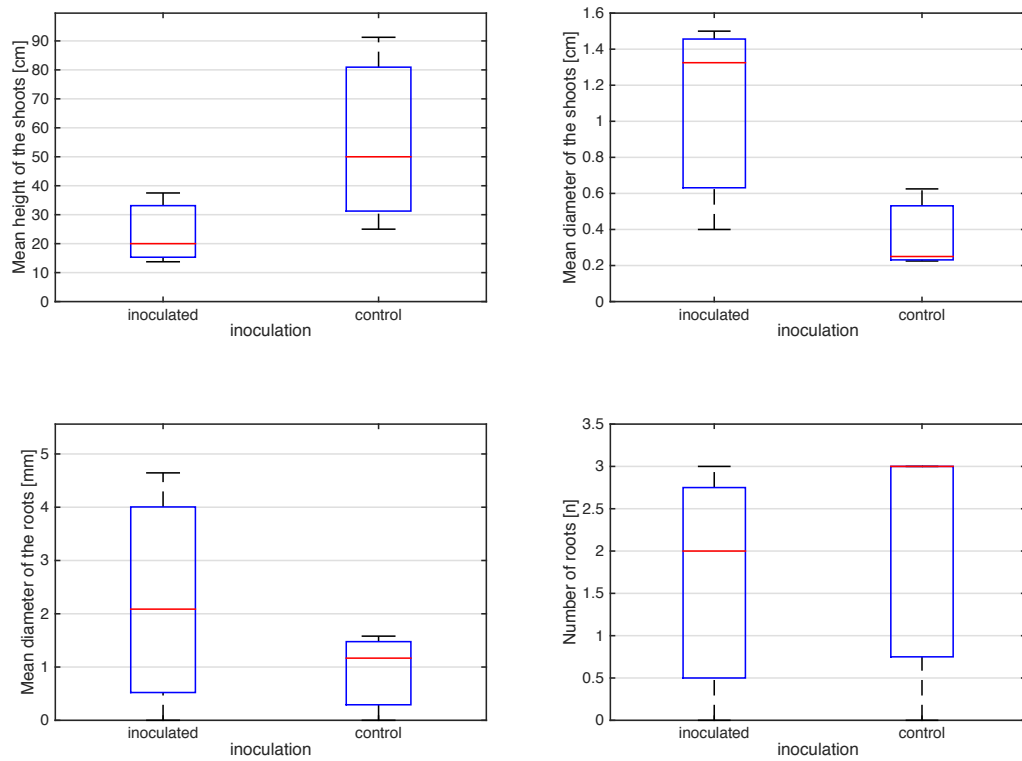 Mean height of the shoots [cm]
90
80
70
60
50
40
30
20
10
0
inoculated control
inoculation
Mean diameter of the shoots [cm]
1.6
1.4
1.2
1
0.8
0.6
0.4
0.2
0
inoculated control
inoculation
Mean diameter of the roots [mm]
5
4
3
2
1
0
inoculated control
inoculation
Number of roots [n]
3.5
3
2.5
2
1.5
1
0.5
0
inoculated control
inoculation